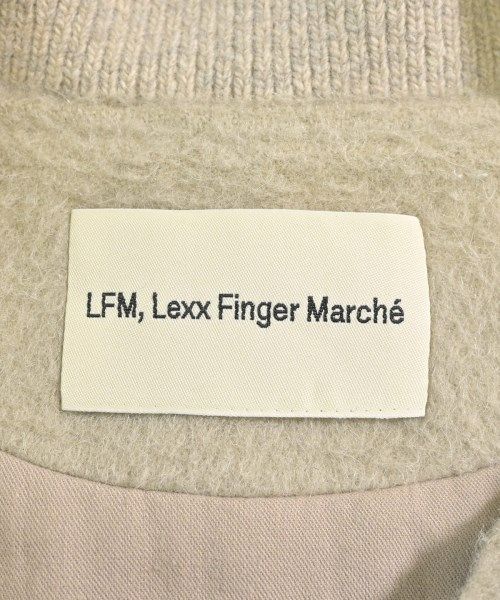 LFM, Lexx Finger Marché